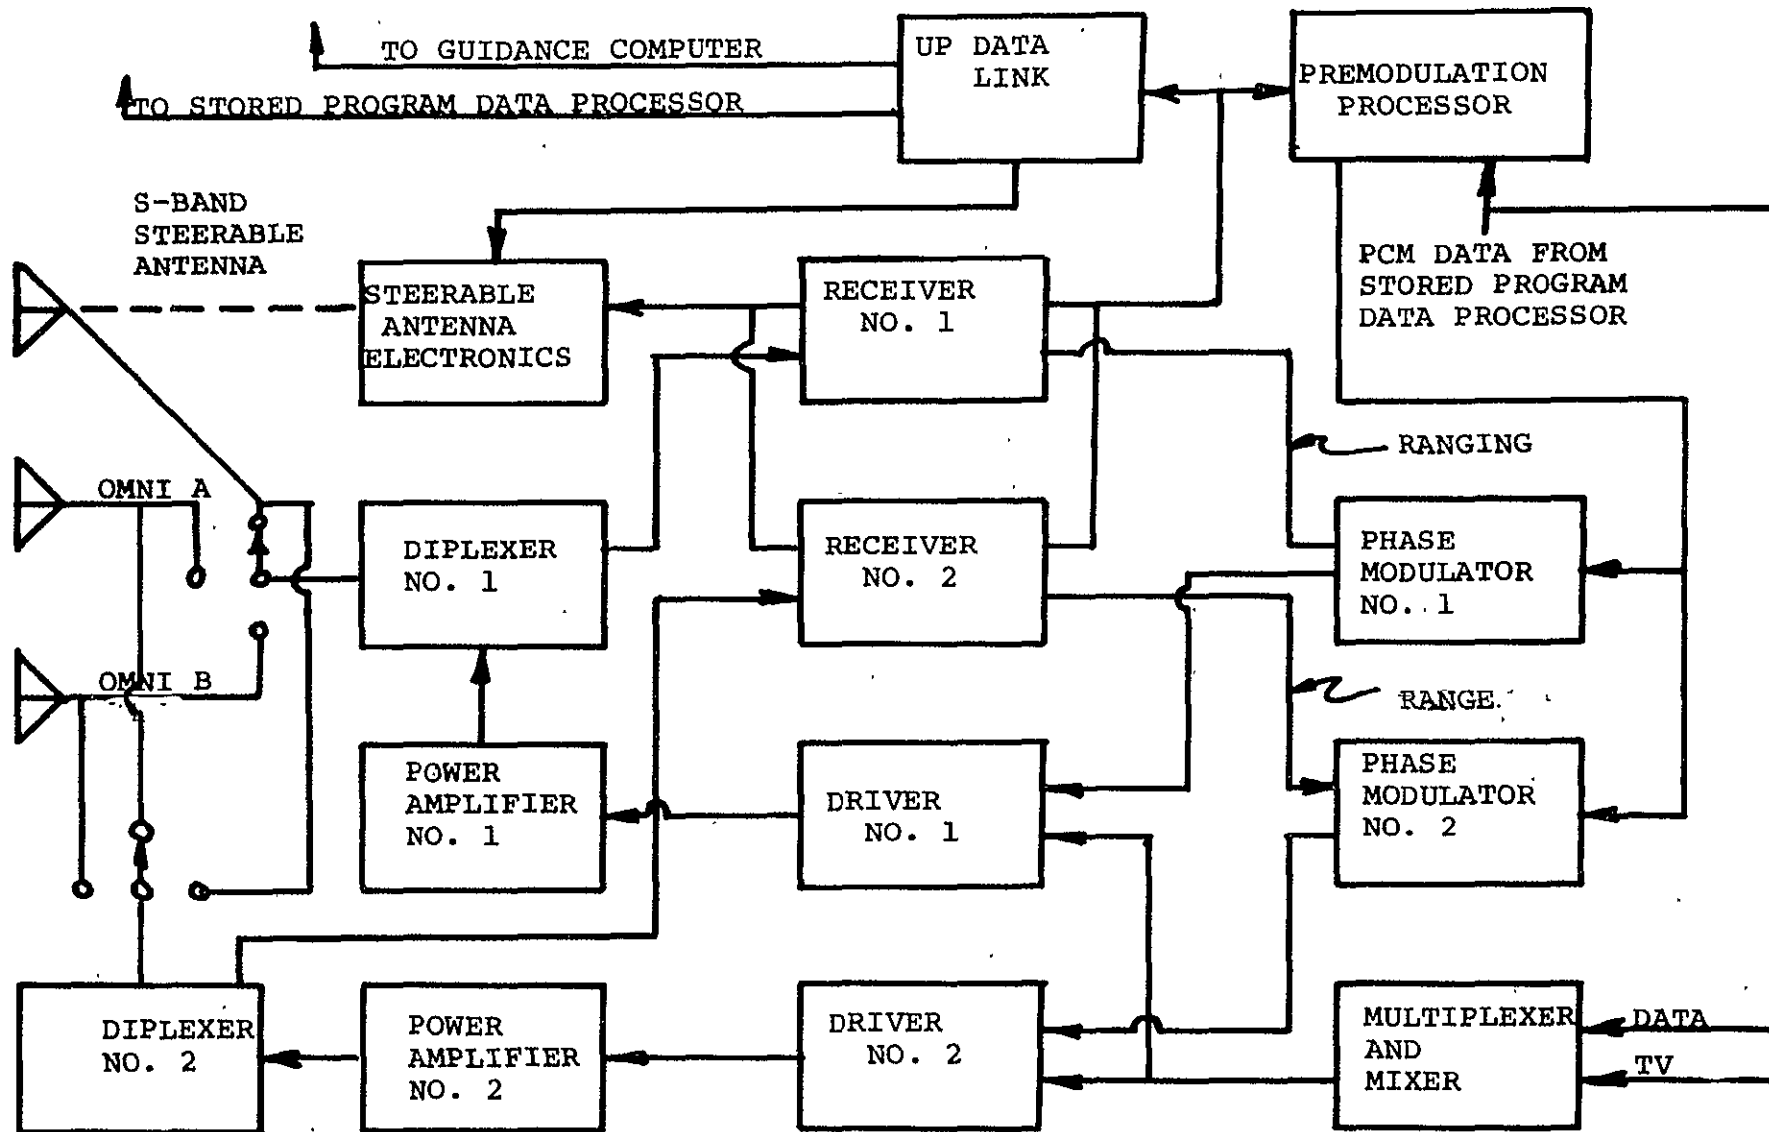 TO GUIDANCE COMPUTER
TO STORED PROGRAM DATA PROCESSOR
UP DATA
LINK
PREMODULATION
PROCESSOR
S-BAND
STEERABLE
ANTENNA
STEERABLE
ANTENNA
ELECTRONICS
RECEIVER
NO. 1
PCM DATA FROM
STORED PROGRAM
DATA PROCESSOR
RANGING
OMNI A
DIPLEXER
NO. 1
RECEIVER
NO. 2
PHASE
MODULATOR
NO. 1
OMNI B
RANGE.
POWER
AMPLIFIER
NO. 1
DRIVER
NO. 1
PHASE
MODULATOR
NO. 2
DIPLEXER
NO. 2
POWER
AMPLIFIER
NO. 2
DRIVER
NO. 2
MULTIPLEXER
AND
MIXER
DATA
TV